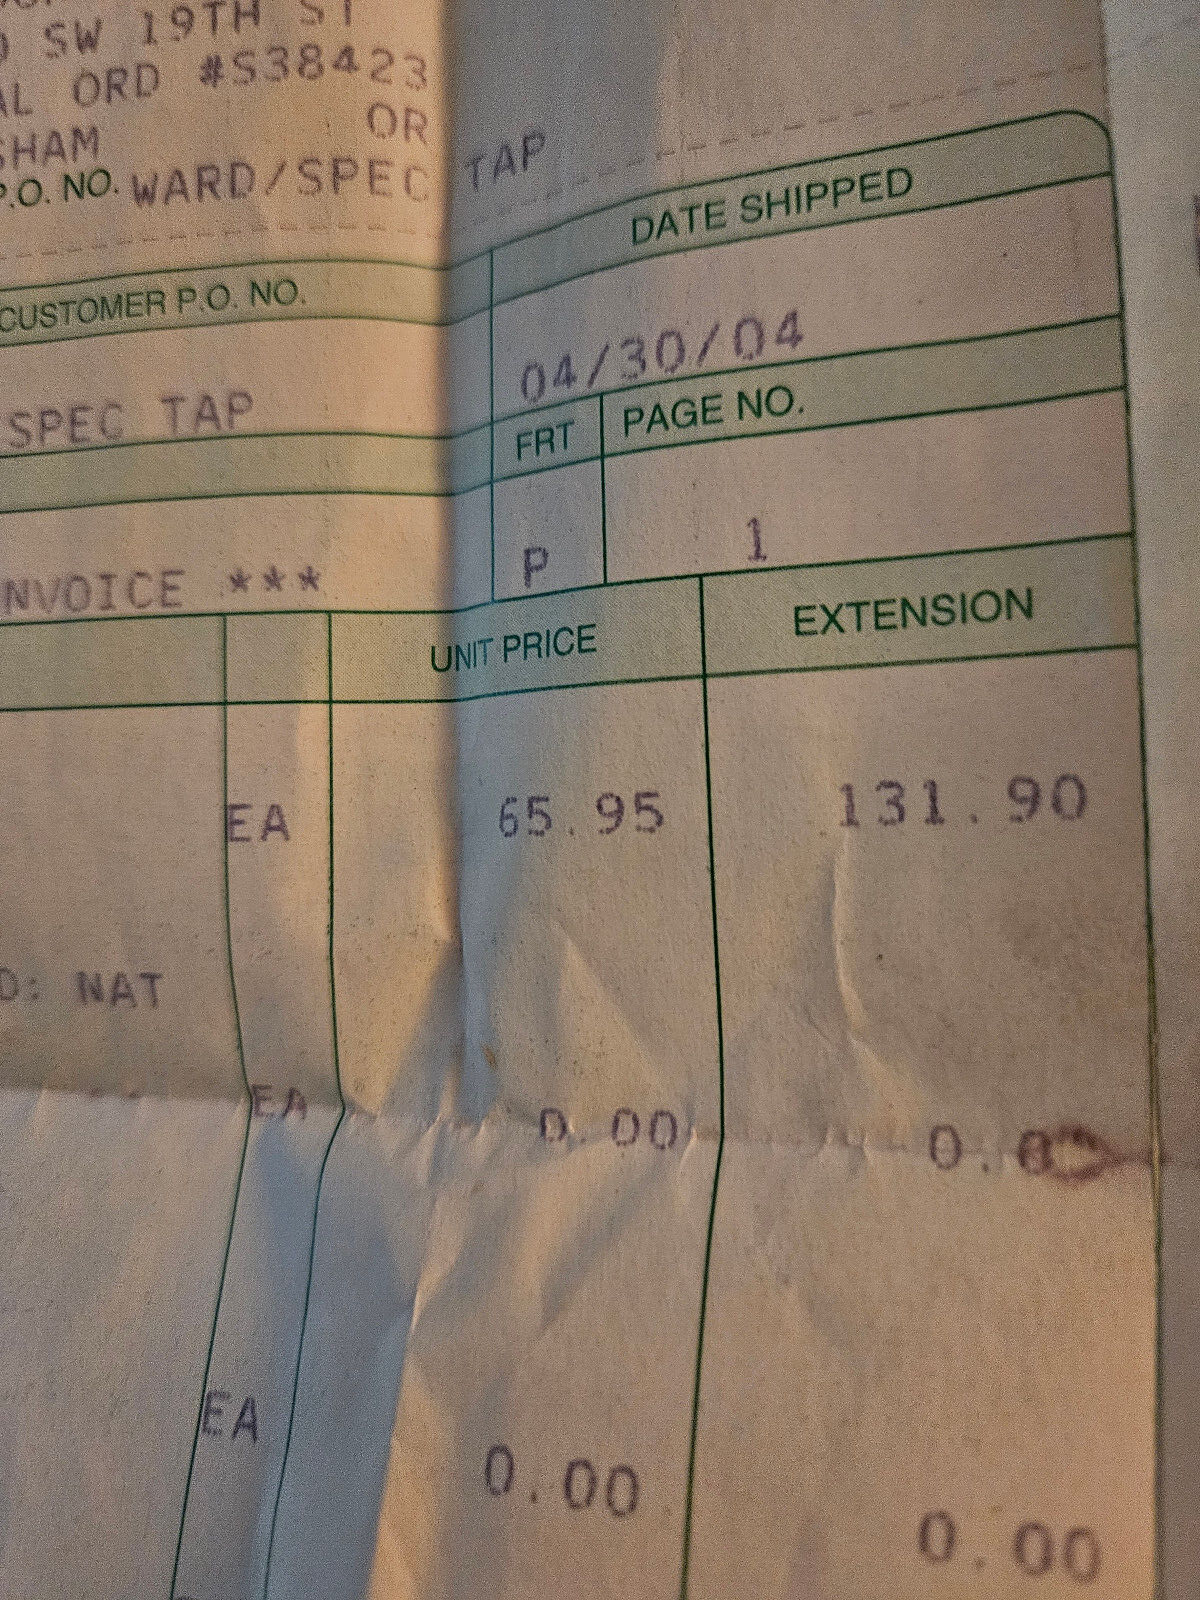 SW 19TH ST
ORD #S38423
OR
P.O. NO. WARD/SPEC TAP
CUSTOMER P.O. NO.
DATE SHIPPED
SPEC TAP
04/30/04
FRT PAGE NO.
P 1
NVOICE ***
UNIT PRICE EXTENSION
EA 65.95 131.90
D: NAT
EA 0.00
EA 0.00 0.00